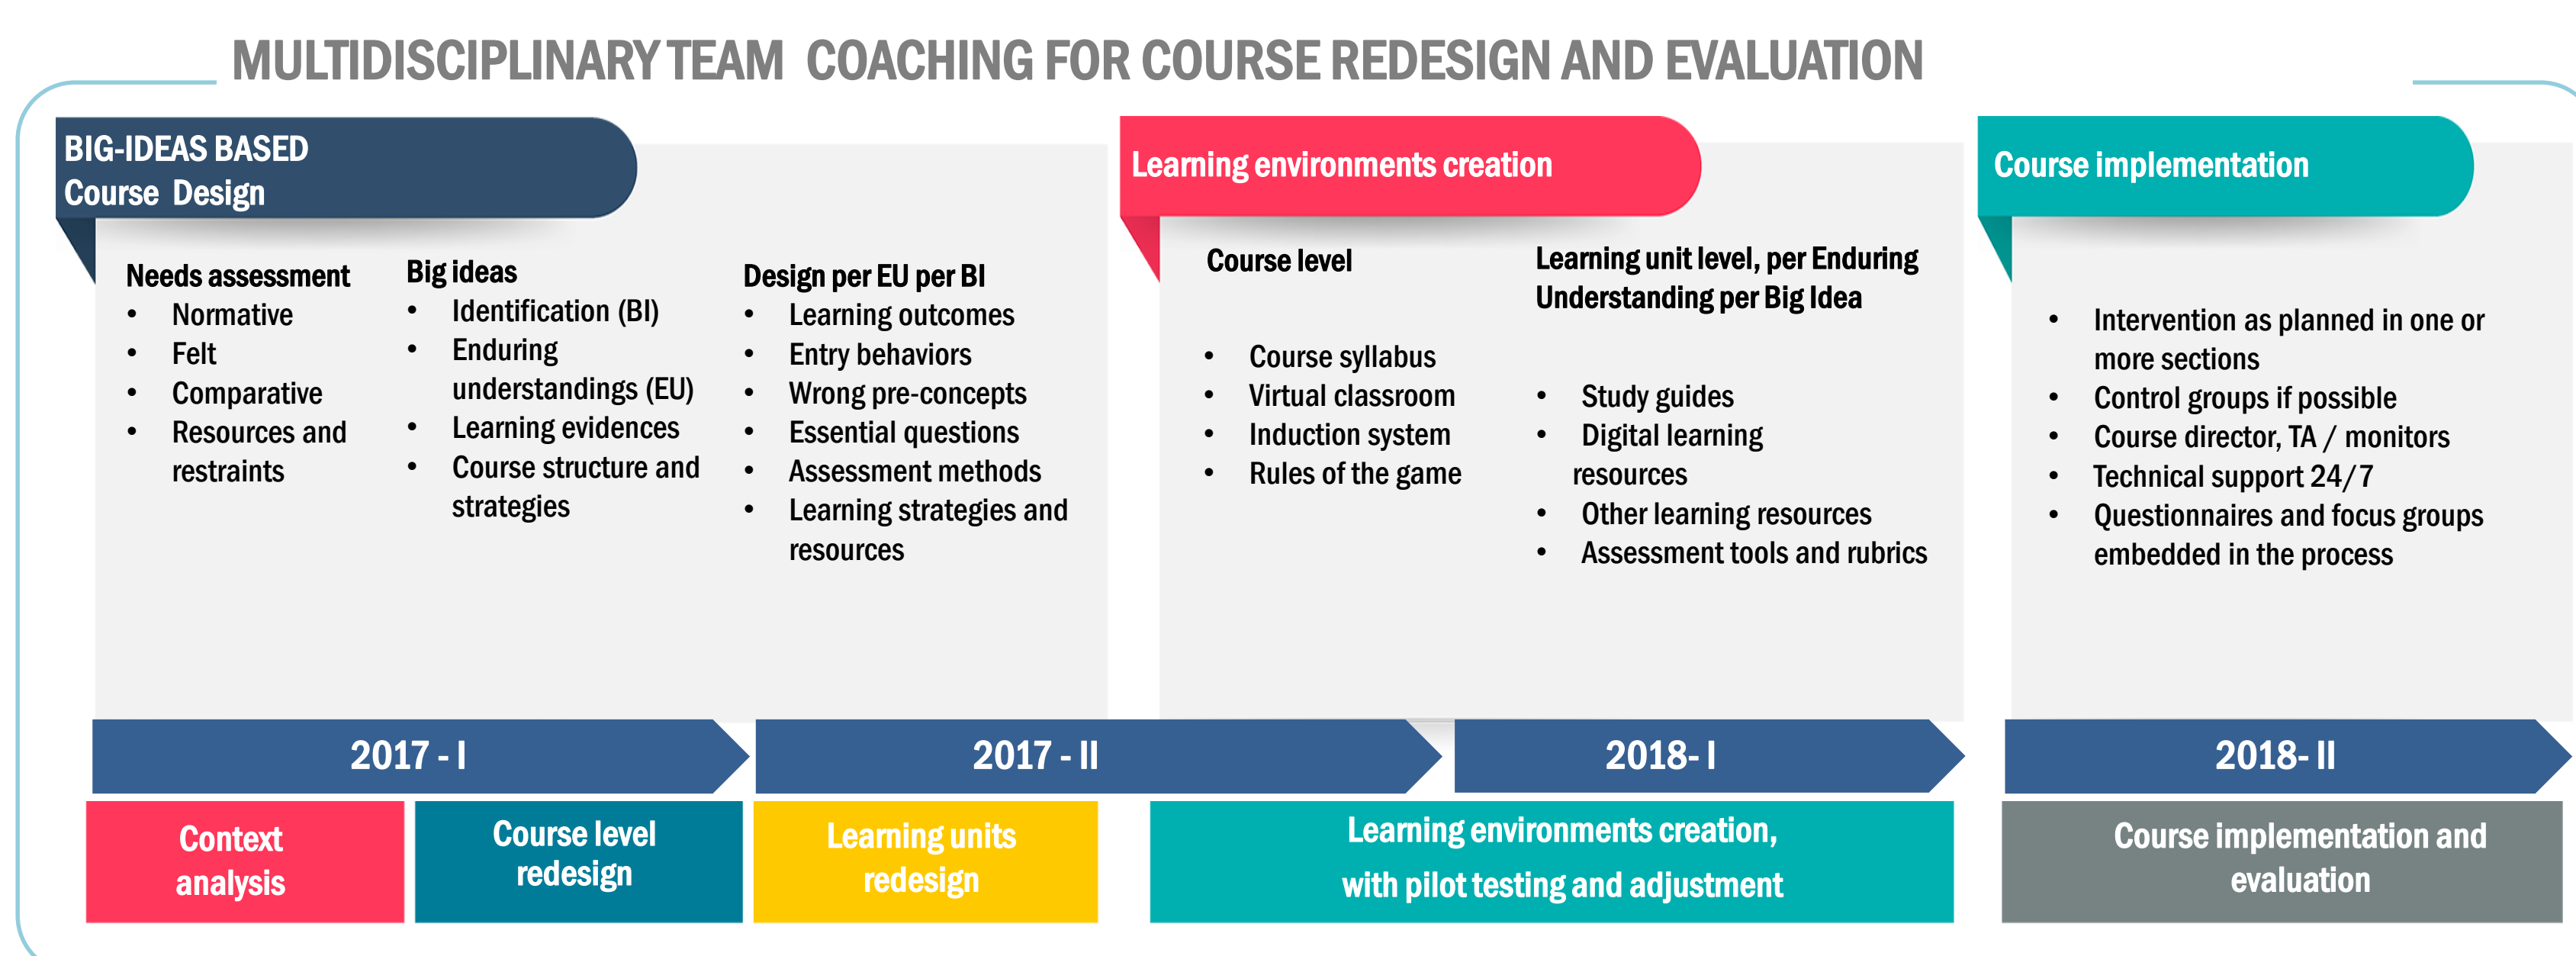 MULTIDISCIPLINARY TEAM COACHING FOR COURSE REDESIGN AND EVALUATION
BIG-IDEAS BASED
Course Design
Needs assessment
• Normative
• Felt
• Comparative
• Resources and
restraints
Big ideas
• Identification (BI)
• Enduring
understandings (EU)
• Learning evidences
• Course structure and
strategies
Design per EU per BI
• Learning outcomes
• Entry behaviors
• Wrong pre-concepts
• Essential questions
• Assessment methods
• Learning strategies and
resources
Learning environments creation
Course level
• Course syllabus
• Virtual classroom
• Induction system
• Rules of the game
Learning unit level, per Enduring
Understanding per Big Idea
• Study guides
• Digital learning
resources
• Other learning resources
• Assessment tools and rubrics
Course implementation
• Intervention as planned in one or
more sections
• Control groups if possible
• Course director, TA / monitors
• Technical support 24/7
• Questionnaires and focus groups
embedded in the process
2017 - I
2017 - II
2018- I
2018- II
Context
analysis
Course level
redesign
Learning units
redesign
Learning environments creation,
with pilot testing and adjustment
Course implementation and
evaluation